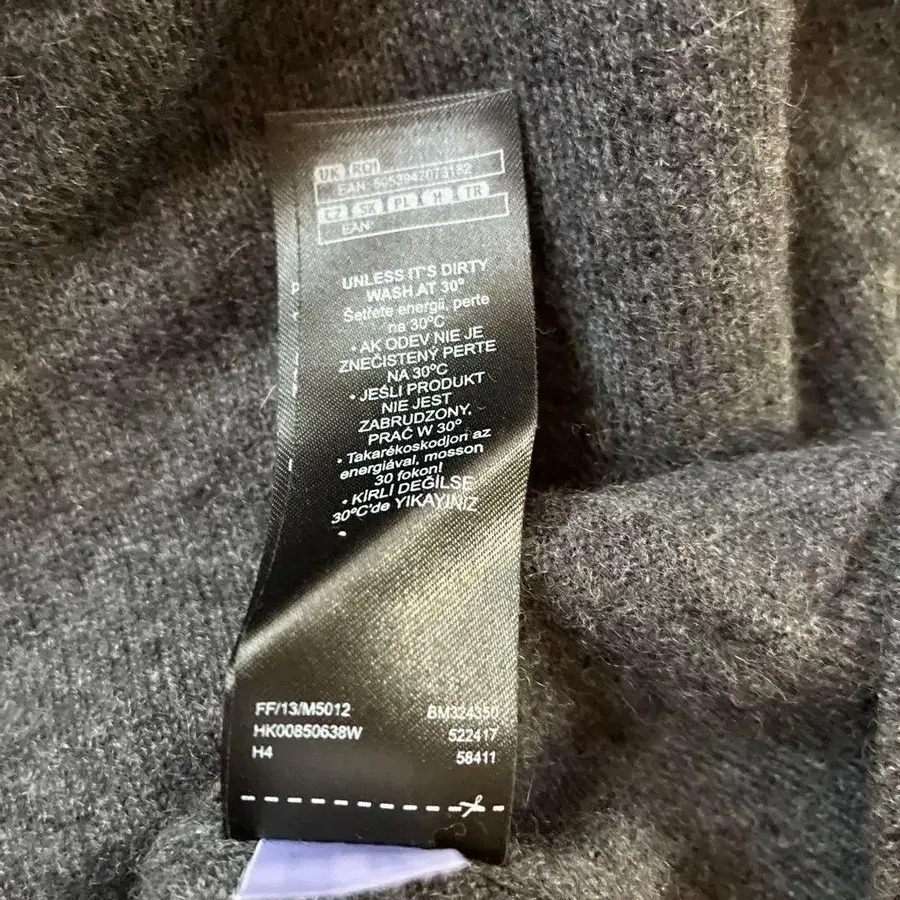 UK ROI
EAN: 5053947073182
CZ SK PL H TR
EAN:
UNLESS IT'S DIRTY
WASH AT 30°
Šetřete energii, perte
na 30°C
• AK ODEV NIE JE
ZNEČISTENÝ PERTE
NA 30°C
• JEŚLI PRODUKT
NIE JEST
ZABRUDZONY,
PRAĆ W 30°
• Takarékoskodjon az
energiával, mosson
30 fokon!
• KİRLİ DEĞİLSE
30°C'de YIKAYINIZ
•
FF/13/M5012 BM324350
HK00850638W 522417
H4 58411